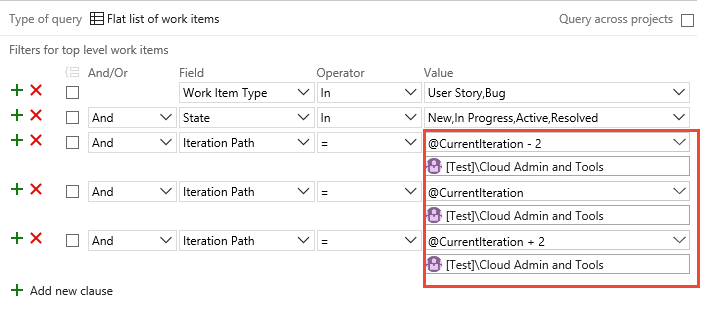 Type of query Flat list of work items Query across projects
Filters for top level work items
And/Or Field Operator Value
Work Item Type In User Story,Bug
And State In New,In Progress,Active,Resolved
And Iteration Path = @CurrentIteration - 2
[Test]\Cloud Admin and Tools
And Iteration Path = @CurrentIteration
[Test]\Cloud Admin and Tools
And Iteration Path = @CurrentIteration + 2
[Test]\Cloud Admin and Tools
Add new clause